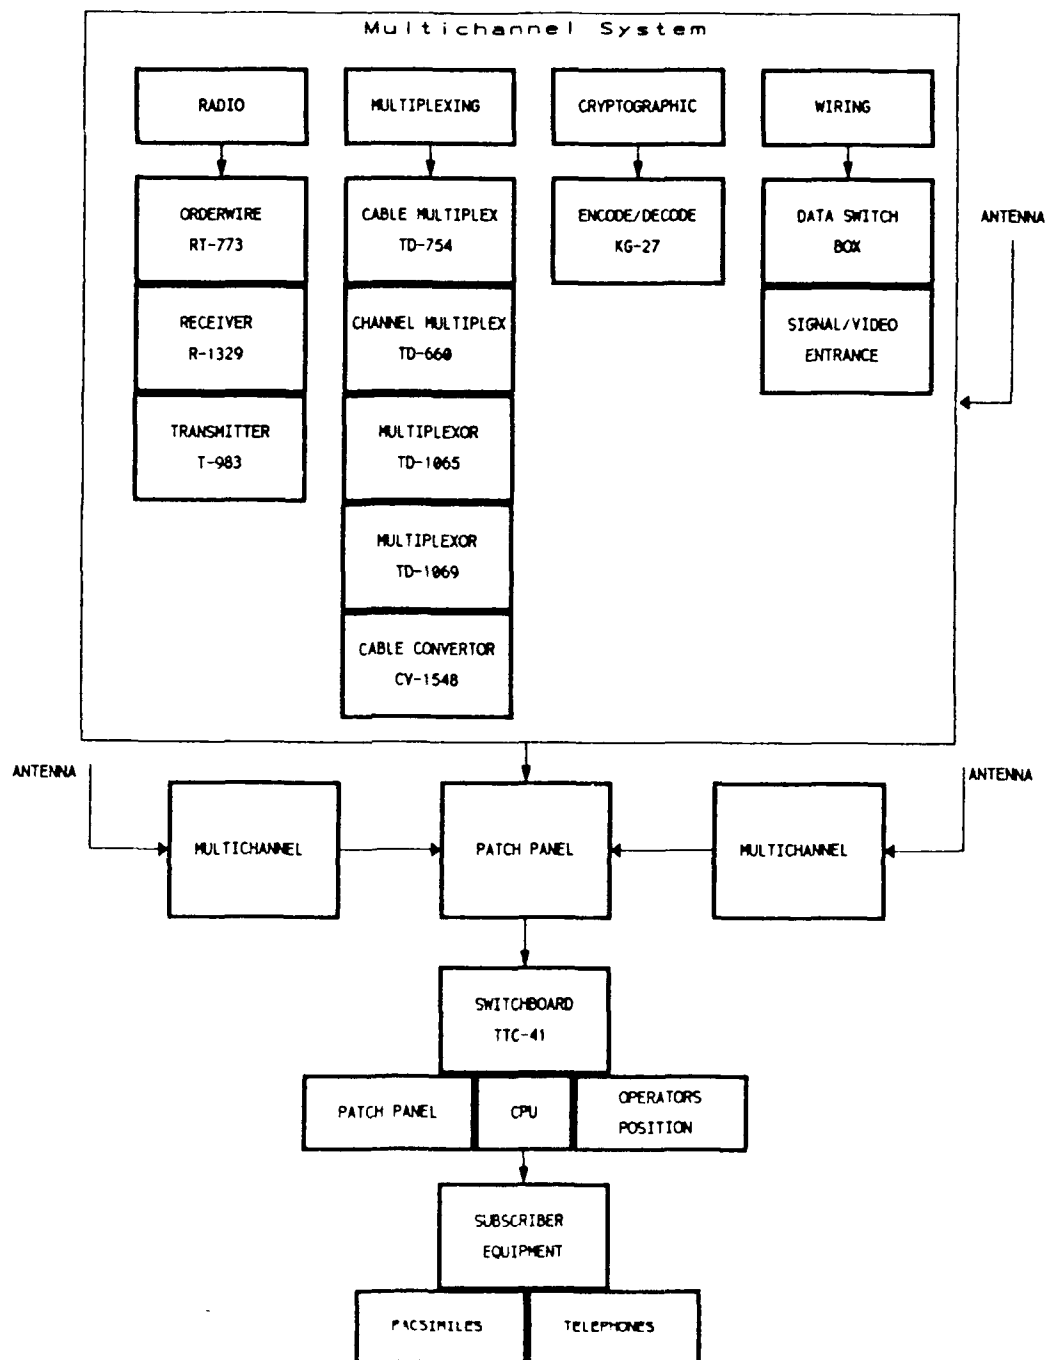 Multichannel System
RADIO
MULTIPLEXING
CRYPTOGRAPHIC
WIRING
ORDERWIRE
RT-773
CABLE MULTIPLEX
TD-754
ENCODE/DECODE
KG-27
DATA SWITCH
BOX
ANTENNA
RECEIVER
R-1329
CHANNEL MULTIPLEX
TD-660
SIGNAL/VIDEO
ENTRANCE
TRANSMITTER
T-983
MULTIPLEXOR
TD-1065
MULTIPLEXOR
TD-1069
CABLE CONVERTOR
CV-1548
ANTENNA
ANTENNA
MULTICHANNEL
PATCH PANEL
MULTICHANNEL
SWITCHBOARD
TTC-41
PATCH PANEL
CPU
OPERATORS
POSITION
SUBSCRIBER
EQUIPMENT
FACSIMILES
TELEPHONES